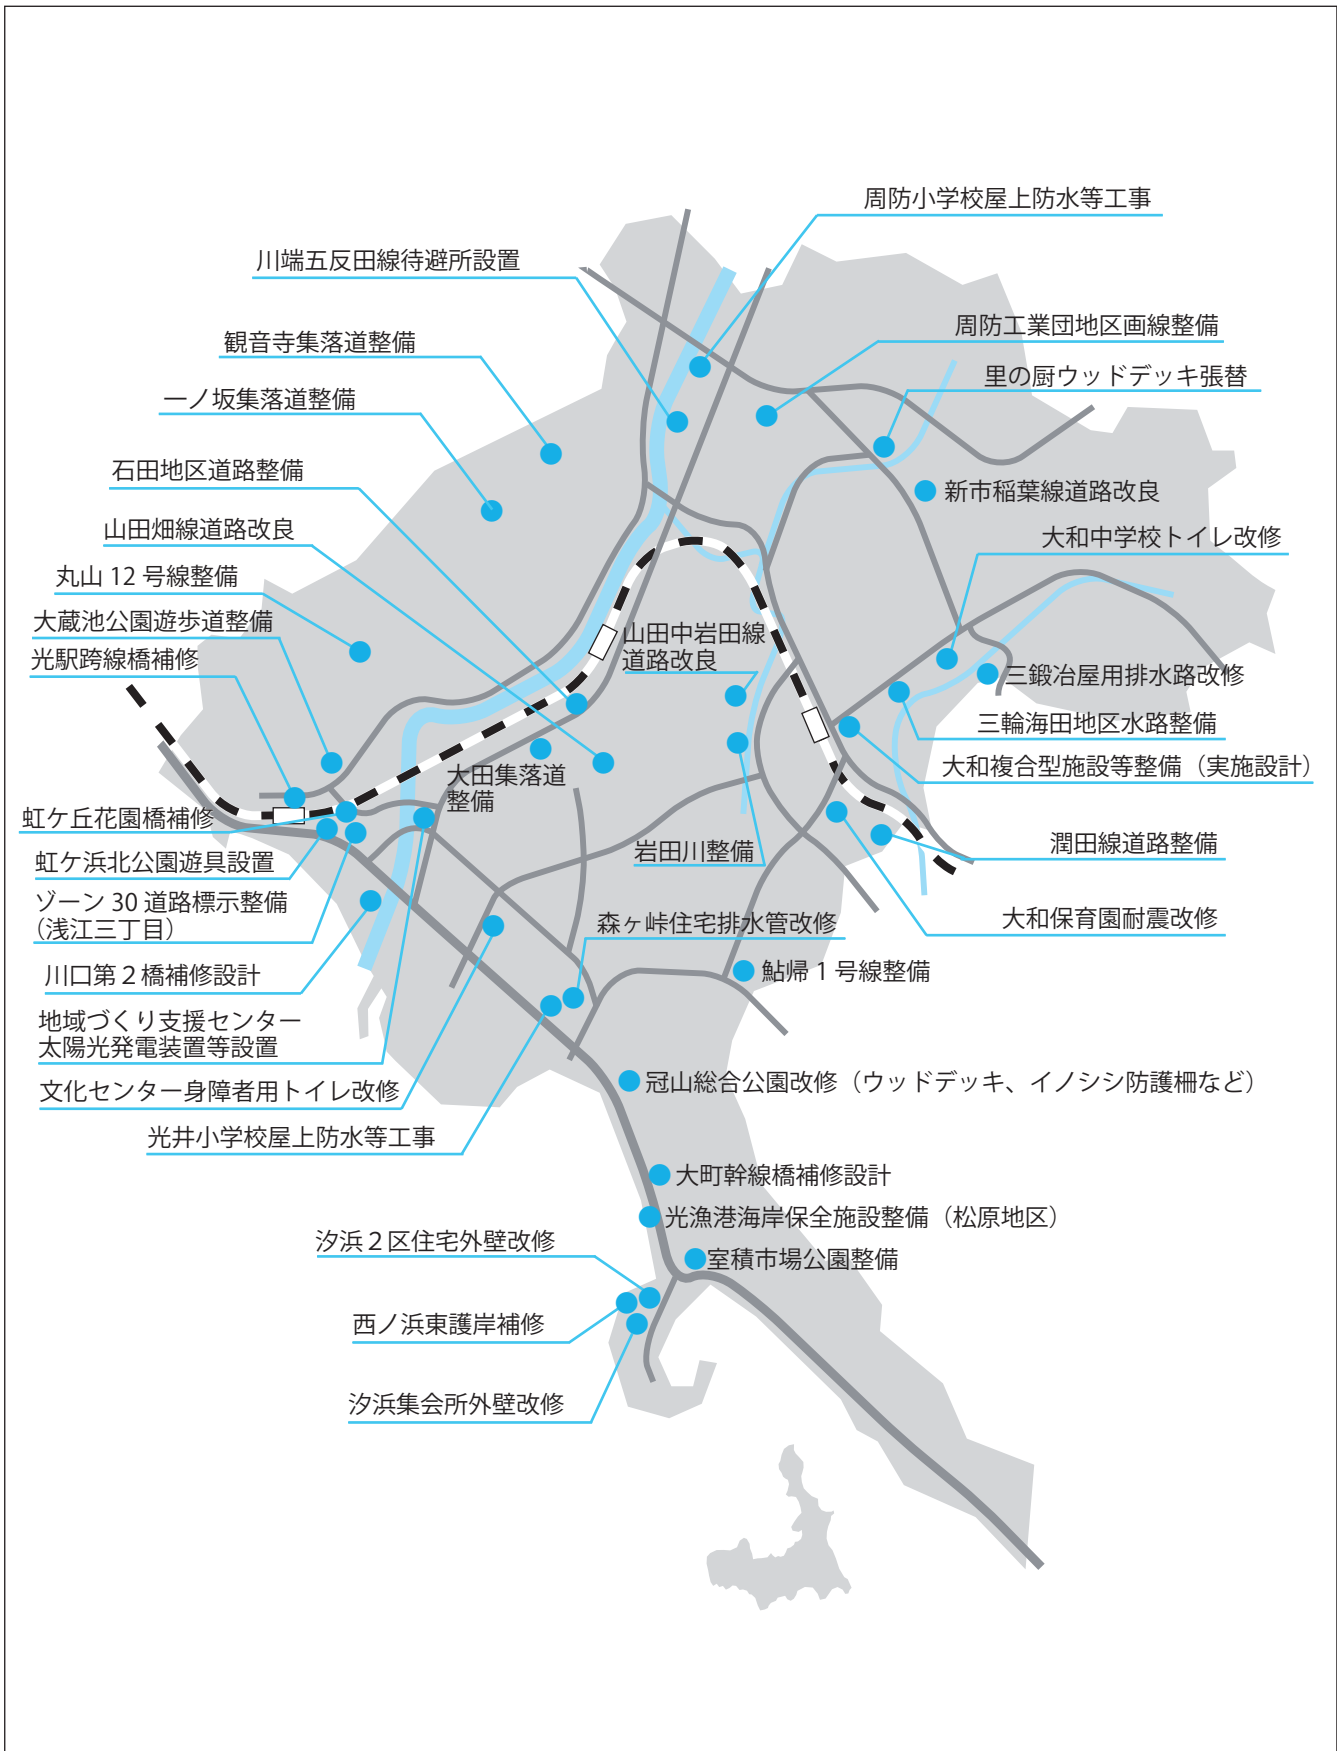 周防小学校屋上防水等工事
川端五反田線待避所設置
周防工業団地区画線整備
観音寺集落道整備
里の厨ウッドデッキ張替
一ノ坂集落道整備
石田地区道路整備
新市稲葉線道路改良
山田畑線道路改良
大和中学校トイレ改修
丸山 12 号線整備
大蔵池公園遊歩道整備
山田中岩田線
道路改良
光駅跨線橋補修
三鍛冶屋用排水路改修
三輪海田地区水路整備
大和複合型施設等整備（実施設計）
大田集落道
整備
虹ケ丘花園橋補修
潤田線道路整備
岩田川整備
虹ケ浜北公園遊具設置
ゾーン 30 道路標示整備
（浅江三丁目）
大和保育園耐震改修
森ヶ峠住宅排水管改修
鮎帰 1 号線整備
川口第２橋補修設計
地域づくり支援センター
太陽光発電装置等設置
冠山総合公園改修（ウッドデッキ、イノシシ防護柵など）
文化センター身障者用トイレ改修
光井小学校屋上防水等工事
大町幹線橋補修設計
光漁港海岸保全施設整備（松原地区）
汐浜２区住宅外壁改修
室積市場公園整備
西ノ浜東護岸補修
汐浜集会所外壁改修